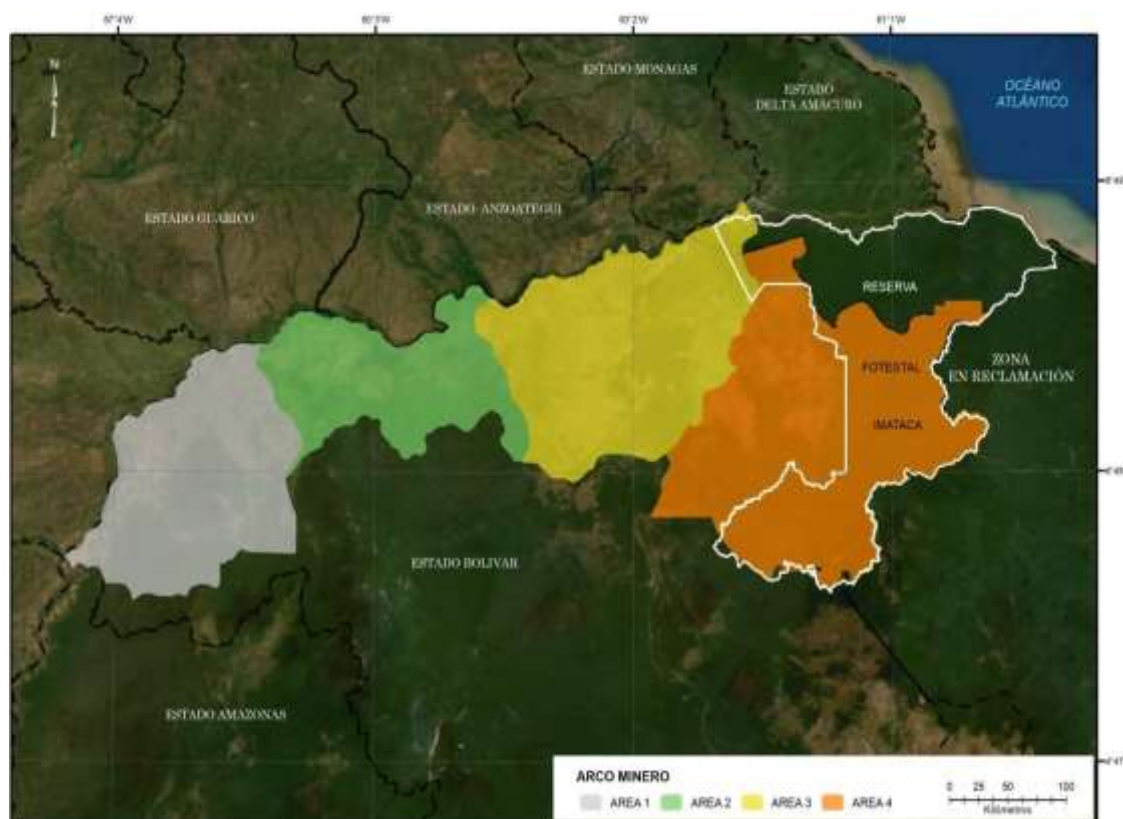 N
ESTADO MONAGAS
ESTADO
DELTA AMACURO
OCÉANO
ATLÁNTICO
ESTADO GUARICO
ESTADO ANZOATEGUI
RESERVA
ZONA
EN RECLAMACIÓN
FOTESTAL
IMATACA
ESTADO BOLIVAR
ESTADO AMAZONAS
ARCO MINERO
AREA 1
AREA 2
AREA 3
AREA 4
0 25 50 100
Kilómetros